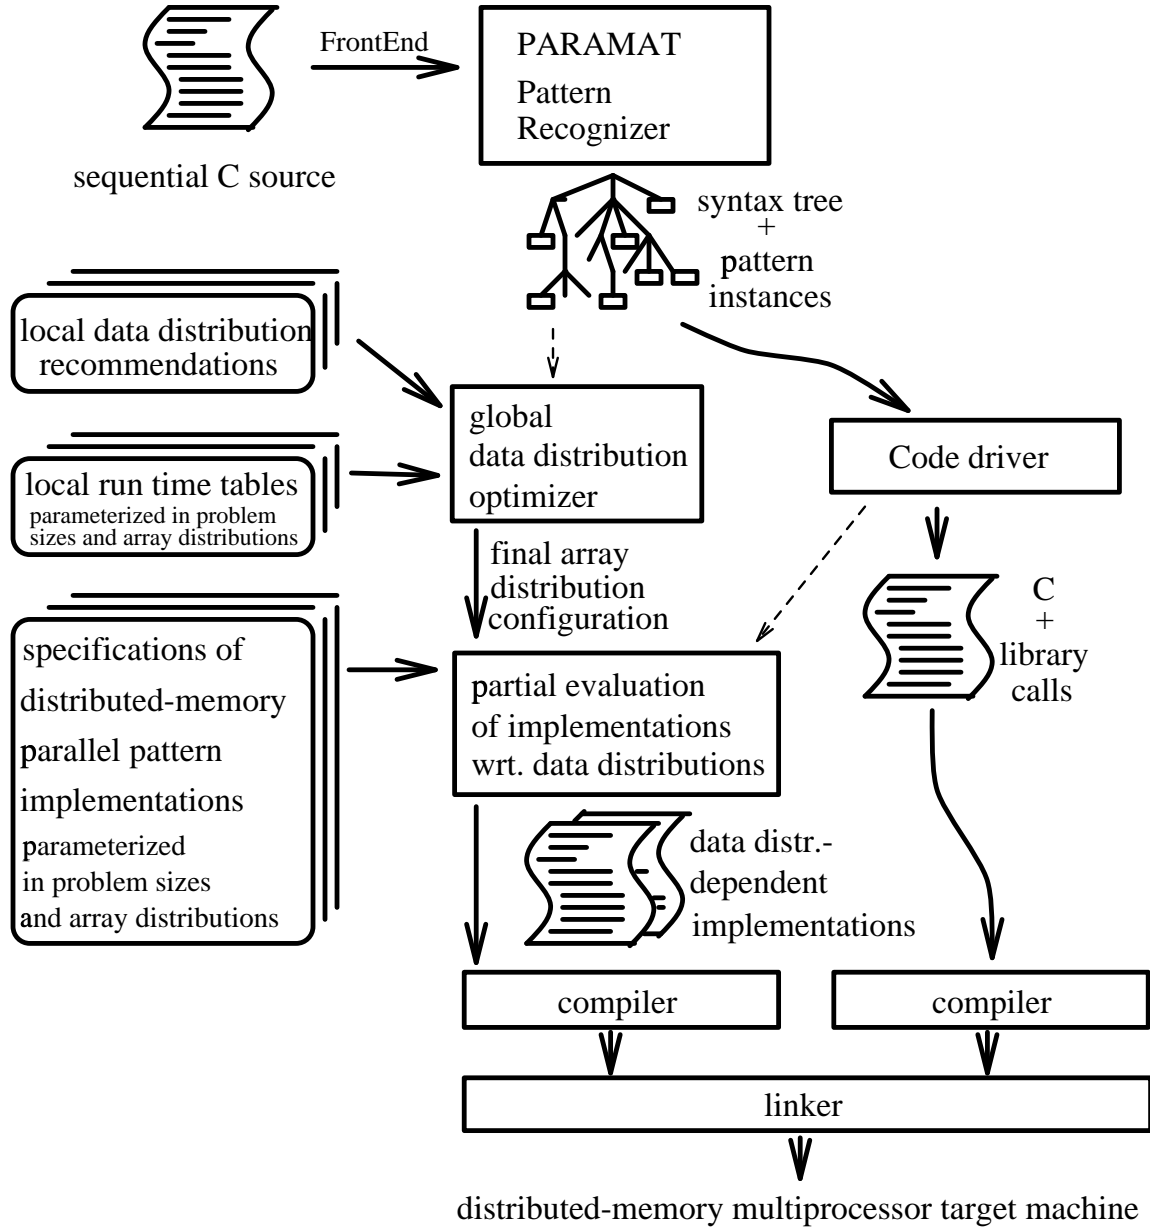 FrontEnd
PARAMAT
Pattern
Recognizer
sequential C source
syntax tree
+
pattern
instances
local data distribution
recommendations
global
data distribution
optimizer
Code driver
local run time tables
parameterized in problem
sizes and array distributions
final array
distribution
configuration
C
+
library
calls
specifications of
distributed-memory
parallel pattern
implementations
parameterized
in problem sizes
and array distributions
partial evaluation
of implementations
wrt. data distributions
data distr.-
dependent
implementations
compiler
compiler
linker
distributed-memory multiprocessor target machine